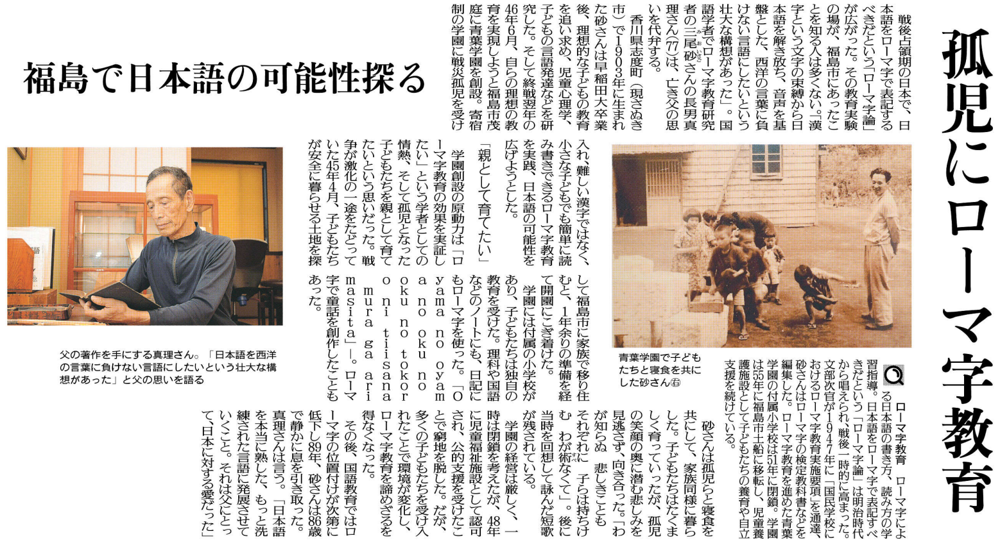 孤児にローマ字教育
福島で日本語の可能性探る
　戦後占領期の日本で、日
本語をローマ字で表記する
べきだという「ローマ字論」
が広がった。その教育実験
の場が、福島市にあったこ
とを知る人は多くない。「漢
字という文字の束縛から日
本語を解き放ち、音声を基
盤とした、西洋の言葉に負
けない言語にしたいという
壮大な構想があった」。国
語学者でローマ字教育研究
者の三尾砂さんの長男真
みおいさご
理さん(77)は、亡き父の思
いを代弁する。
　香川県志度町（現さぬき
市）で1903年に生まれ
た砂さんは早稲田大卒業
後、理想的な子どもの教育
を追い求め、児童心理学、
子どもの言語発達などを研
究した。そして終戦翌年の
46年6月、自らの理想の教
育を実現しようと福島市茂
庭に青葉学園を創設。寄宿
制の学園に戦災孤児を受け
入れ、難しい漢字ではなく、
小さな子どもでも簡単に読
み書きできるローマ字教育
を実践、日本語の可能性を
広げようとした。
「親として育てたい」
　学園創設の原動力は「ロ
ーマ字教育の効果を実証し
たい」という学者としての
情熱、そして孤児となった
子どもたちを親として育て
たいという思いだった。戦
争が激化の一途をたどって
いた45年4月、子どもたち
が安全に暮らせる土地を探
して福島市に家族で移り住
むと、1年余りの準備を経
て開園にこぎ着けた。
　学園には付属の小学校が
あり、子どもたちは独自の
教育を受けた。理科や国語
などのノートにも、日記に
もローマ字を使った。「O
yama no oyam
a no oku no
oku no tokor
o ni tiisana
mura ga ari
masita」—。ローマ
字で童話を創作したことも
あった。
　砂さんは孤児らと寝食を
共にして、家族同様に暮ら
した。子どもたちはたくま
しく育っていったが、孤児
の笑顔の奥に潜む悲しみを
見逃さず、向き合った。「わ
が知らぬ　悲しきことも
それぞれに　子らは持ちけ
む　わが術なくて」。後に
すべ
当時を回想して詠んだ短歌
が残されている。
　学園の経営は厳しく、一
時は閉鎖を考えたが、48年
に児童福祉施設として認可
され、公的支援を受けたこ
とで窮地を脱した。だが、
多くの子どもたちを受け入
れたことで環境が変化し、
ローマ字教育を諦めざるを
得なくなった。
　その後、国語教育ではロ
ーマ字の位置付けが次第に
低下し89年、砂さんは86歳
で静かに息を引き取った。
真理さんは言う。「日本語
を本当に熟した、もっと洗
練された言語に発展させて
いくこと。それは父にとっ
て、日本に対する愛だった」
青葉学園で子ども
たちと寝食を共に
した砂さん㊨
父の著作を手にする真理さん。「日本語を西洋
の言葉に負けない言語にしたいという壮大な構
想があった」と父の思いを語る
ローマ字教育　ローマ字によ
る日本語の書き方、読み方の学
習指導。日本語をローマ字で表記すべ
きだという「ローマ字論」は明治時代
から唱えられ、戦後一時的に高まった。
文部次官が1947年に「国民学校に
おけるローマ字教育実施要項」を通達、
砂さんはローマ字の検定教科書などを
編集した。ローマ字教育を進めた青葉
学園の付属小学校は51年に閉鎖。学園
は55年に福島市土船に移転し、児童養
護施設として子どもたちの養育や自立
支援を続けている。